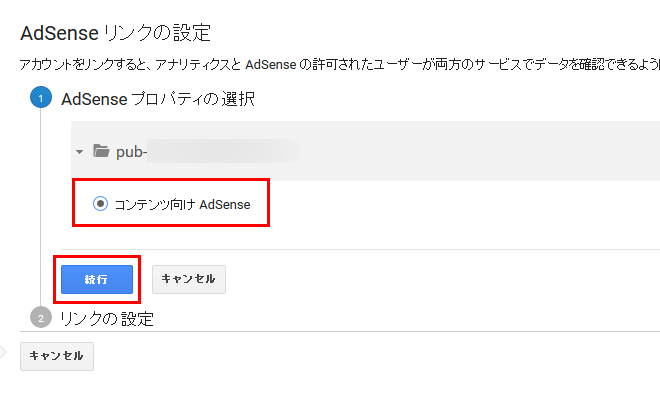 AdSense リンクの設定
アカウントをリンクすると、アナリティクスと AdSense の許可されたユーザーが両方のサービスでデータを確認できるよう
1 AdSense プロパティの選択
pub-
コンテンツ向け AdSense
続行 キャンセル
2 リンクの設定
キャンセル